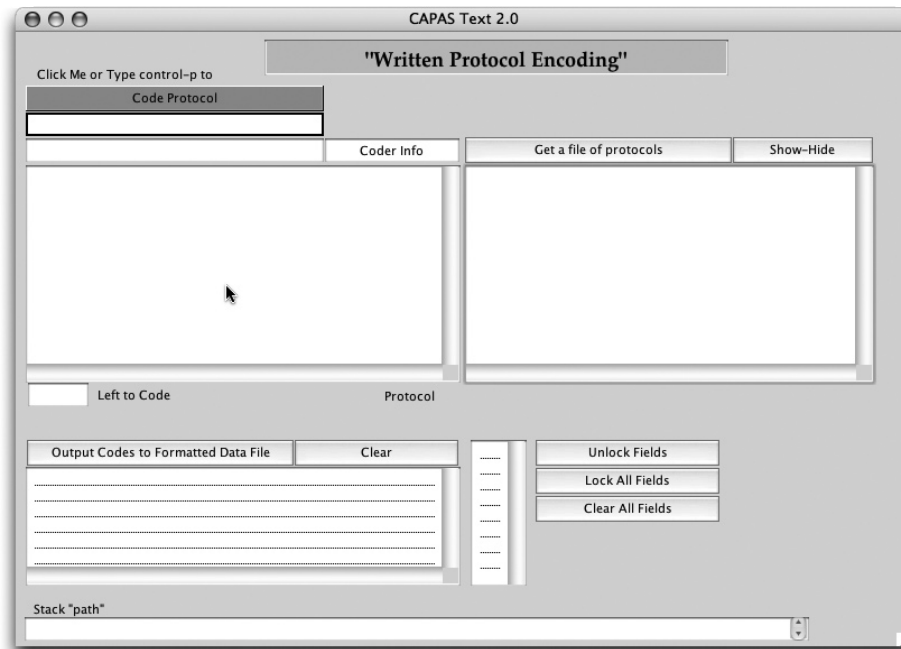 CAPAS Text 2.0
"Written Protocol Encoding"
Click Me or Type control-p to
Code Protocol
Coder Info
Get a file of protocols
Show-Hide
Left to Code
Protocol
Output Codes to Formatted Data File
Clear
Unlock Fields
Lock All Fields
Clear All Fields
Stack "path"